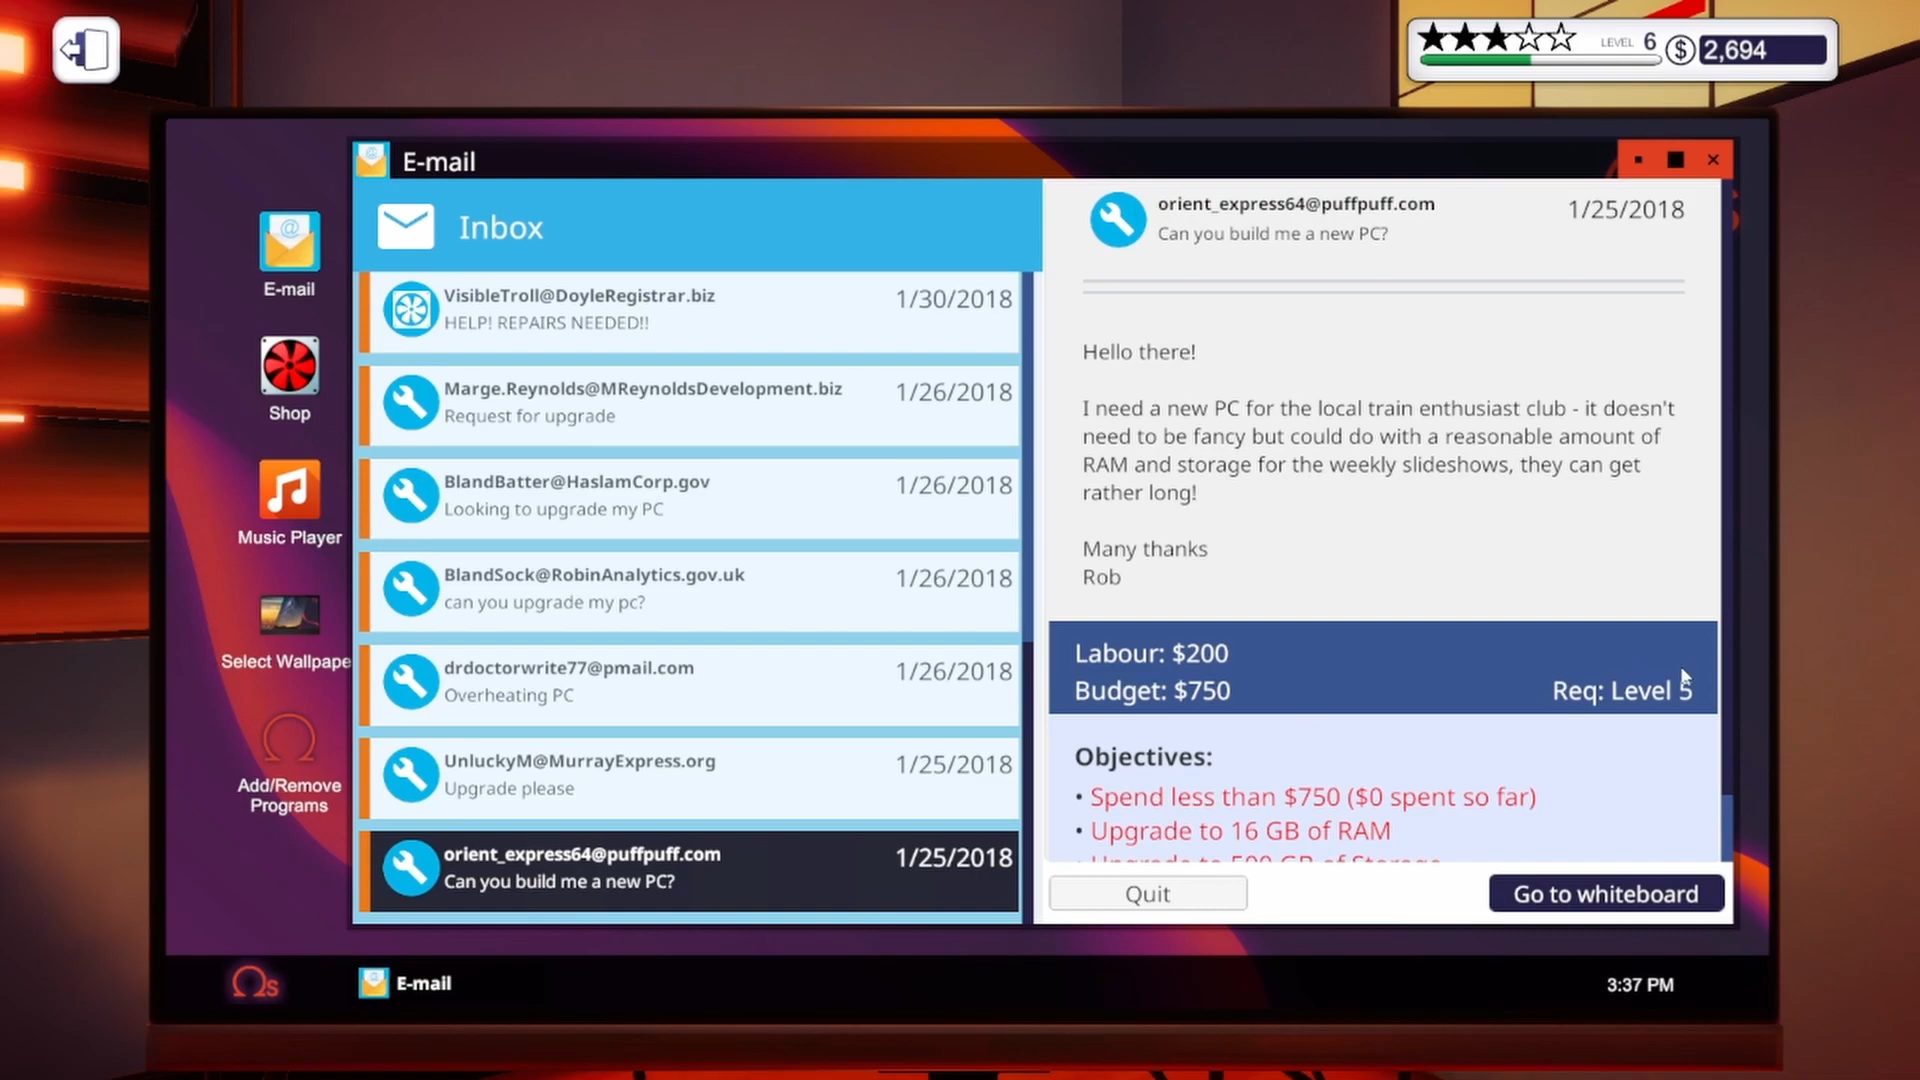 LEVEL 6
$ 2,694
E-mail
Inbox
VisibleTroll@DoyleRegistrar.biz
1/30/2018
HELP! REPAIRS NEEDED!!
Marge.Reynolds@MReynoldsDevelopment.biz
1/26/2018
Request for upgrade
BlandBatter@HaslamCorp.gov
1/26/2018
Looking to upgrade my PC
BlandSock@RobinAnalytics.gov.uk
1/26/2018
can you upgrade my pc?
drdoctorwrite77@pmail.com
1/26/2018
Overheating PC
UnluckyM@MurrayExpress.org
1/25/2018
Upgrade please
orient_express64@puffpuff.com
1/25/2018
Can you build me a new PC?
orient_express64@puffpuff.com
1/25/2018
Can you build me a new PC?
Hello there!
I need a new PC for the local train enthusiast club - it doesn't
need to be fancy but could do with a reasonable amount of
RAM and storage for the weekly slideshows, they can get
rather long!
Many thanks
Rob
Labour: $200
Budget: $750
Req: Level 5
Objectives:
• Spend less than $750 ($0 spent so far)
• Upgrade to 16 GB of RAM
• Upgrade to 500 GB of Storage
Quit
Go to whiteboard
E-mail
Shop
Music Player
Select Wallpape
Add/Remove
Programs
Ωs
E-mail
3:37 PM